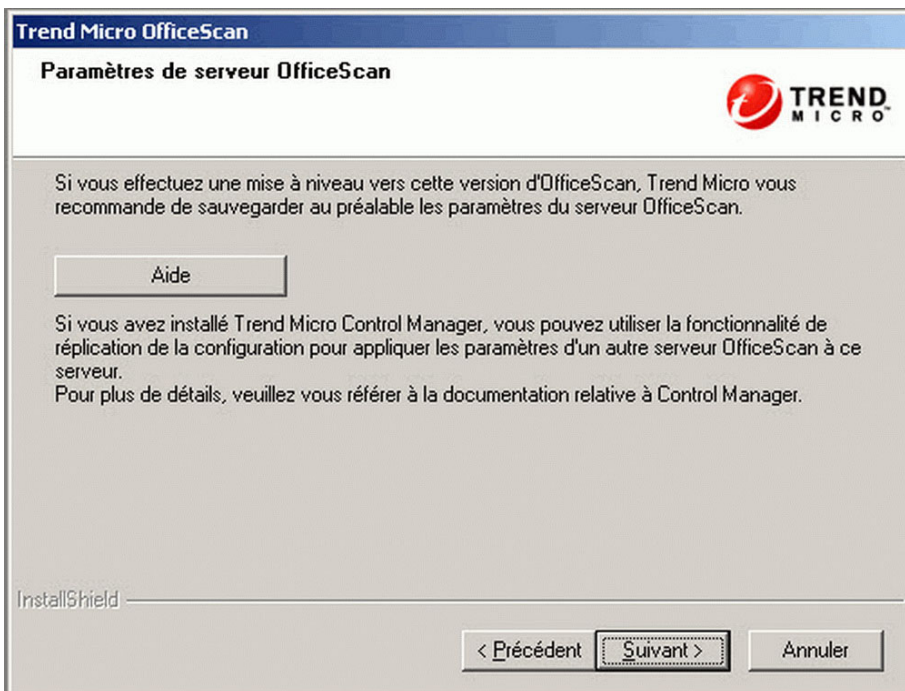 Trend Micro OfficeScan
Paramètres de serveur OfficeScan
TREND
MICRO™
Si vous effectuez une mise à niveau vers cette version d'OfficeScan, Trend Micro vous
recommande de sauvegarder au préalable les paramètres du serveur OfficeScan.
Aide
Si vous avez installé Trend Micro Control Manager, vous pouvez utiliser la fonctionnalité de
réplication de la configuration pour appliquer les paramètres d'un autre serveur OfficeScan à ce
serveur.
Pour plus de détails, veuillez vous référer à la documentation relative à Control Manager.
InstallShield
< Précédent
Suivant >
Annuler